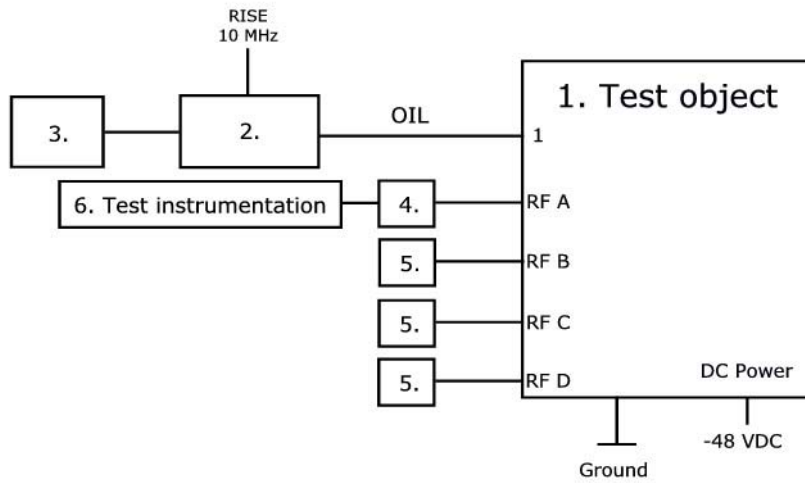 RISE
10 MHz
1. Test object
3.
2.
OIL
1
6. Test instrumentation
4.
RF A
5.
RF B
5.
RF C
5.
RF D
DC Power
-48 VDC
Ground